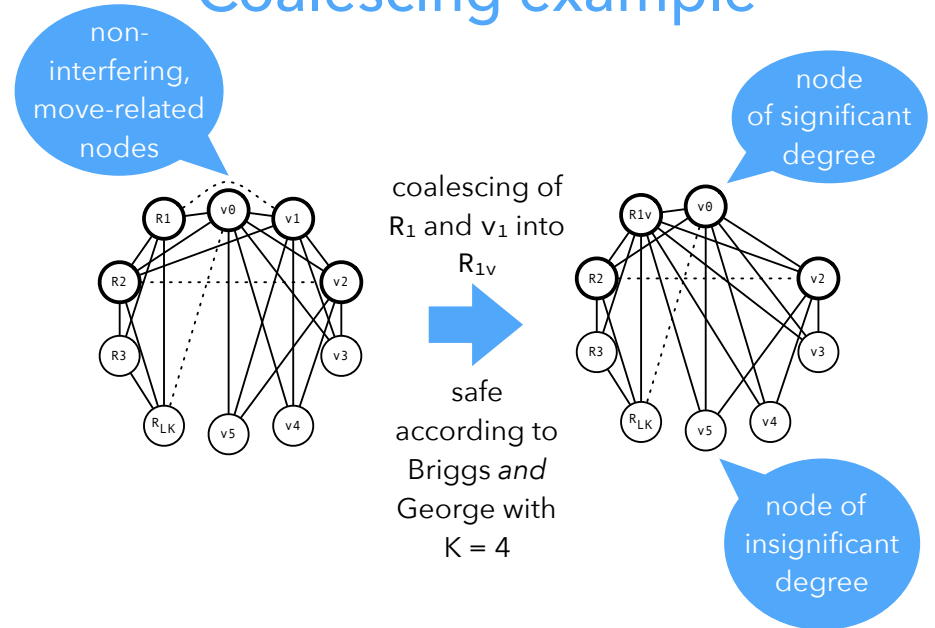 Coalescing example
non-
interfering,
move-related
nodes
node
of significant
degree
coalescing of
R1 and v1 into
R1v
safe
according to
Briggs and
George with
K = 4
node of
insignificant
degree
R1
v0
v1
R2
v2
R3
v3
RLK
v5
v4
R1v
v0
R2
v2
R3
v3
RLK
v5
v4